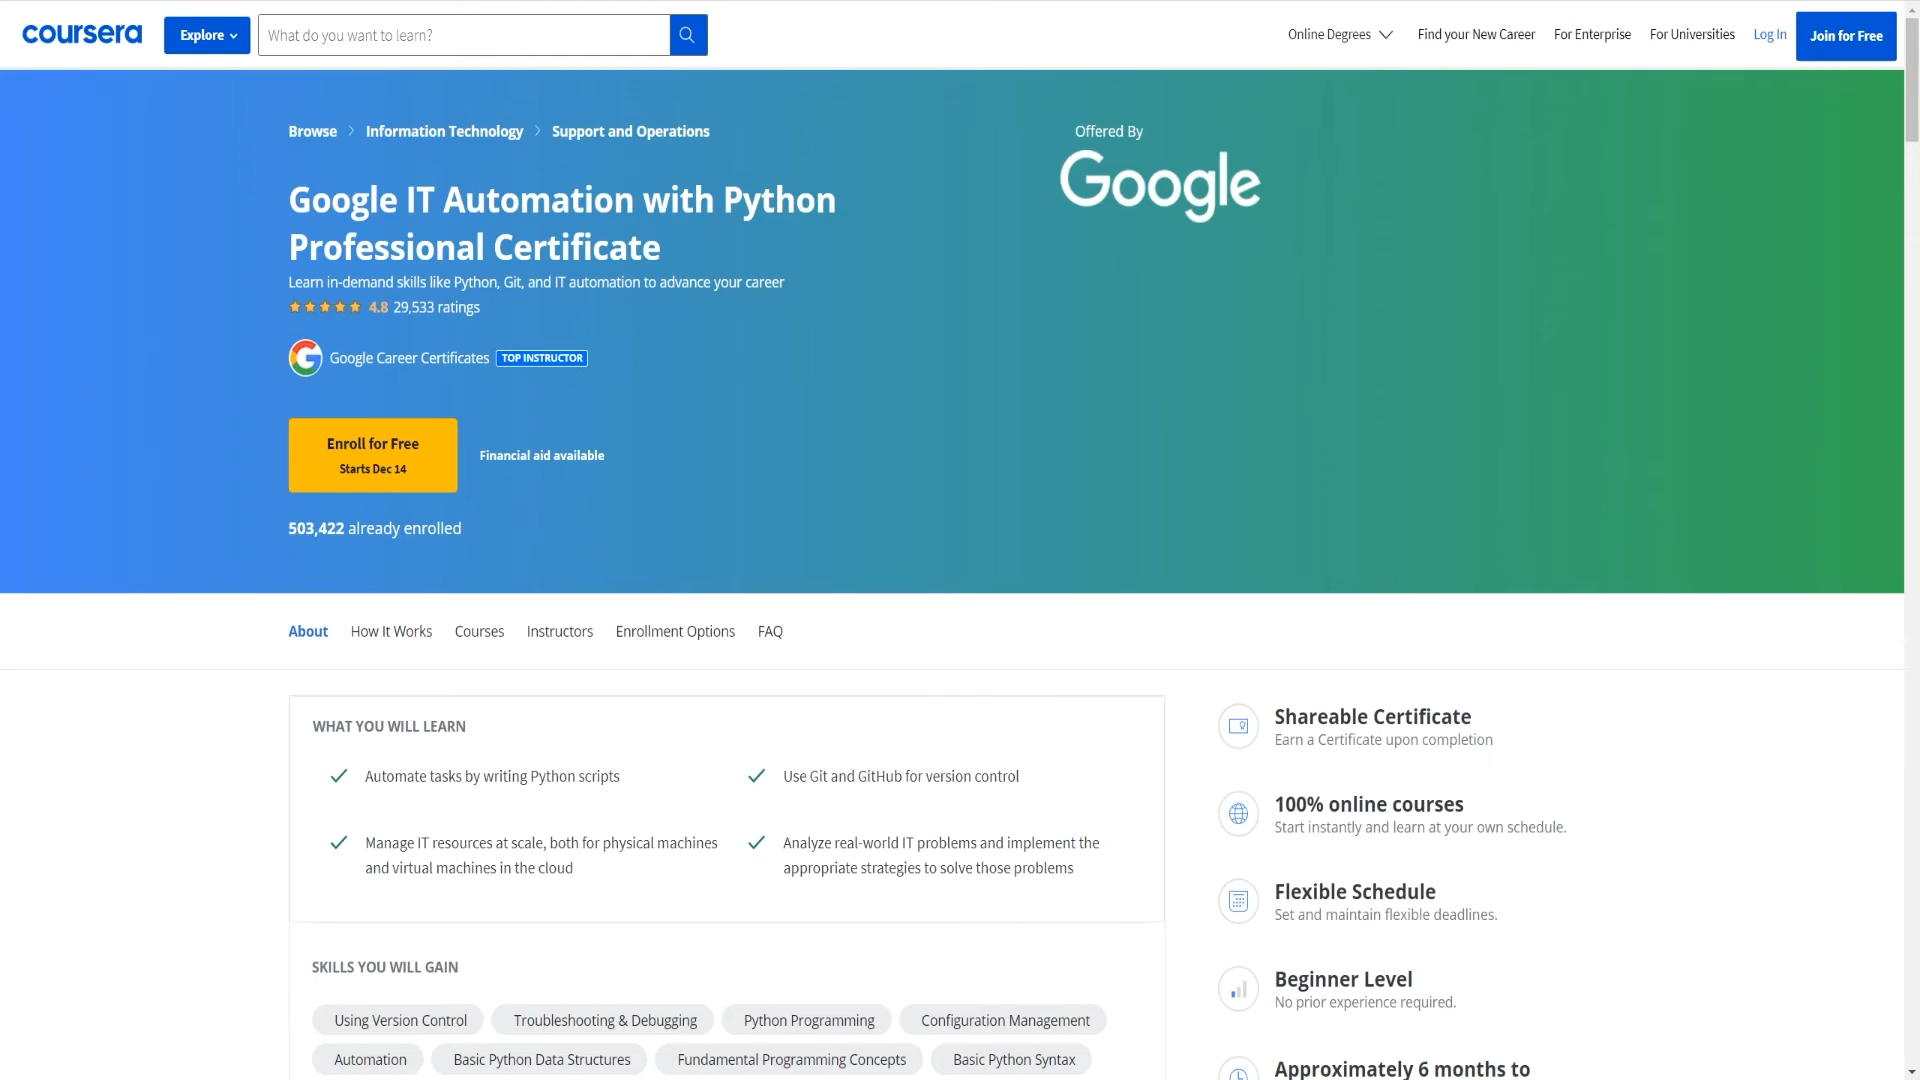 coursera
Explore
What do you want to learn?
Online Degrees
Find your New Career
For Enterprise
For Universities
Log In
Join for Free
Browse
Information Technology
Support and Operations
Offered By
Google
Google IT Automation with Python
Professional Certificate
Learn in-demand skills like Python, Git, and IT automation to advance your career
4.8 29,533 ratings
G
Google Career Certificates
TOP INSTRUCTOR
Enroll for Free
Starts Dec 14
Financial aid available
503,422 already enrolled
About
How It Works
Courses
Instructors
Enrollment Options
FAQ
WHAT YOU WILL LEARN
Automate tasks by writing Python scripts
Use Git and GitHub for version control
Manage IT resources at scale, both for physical machines
and virtual machines in the cloud
Analyze real-world IT problems and implement the
appropriate strategies to solve those problems
SKILLS YOU WILL GAIN
Using Version Control
Troubleshooting & Debugging
Python Programming
Configuration Management
Automation
Basic Python Data Structures
Fundamental Programming Concepts
Basic Python Syntax
Shareable Certificate
Earn a Certificate upon completion
100% online courses
Start instantly and learn at your own schedule.
Flexible Schedule
Set and maintain flexible deadlines.
Beginner Level
No prior experience required.
Approximately 6 months to